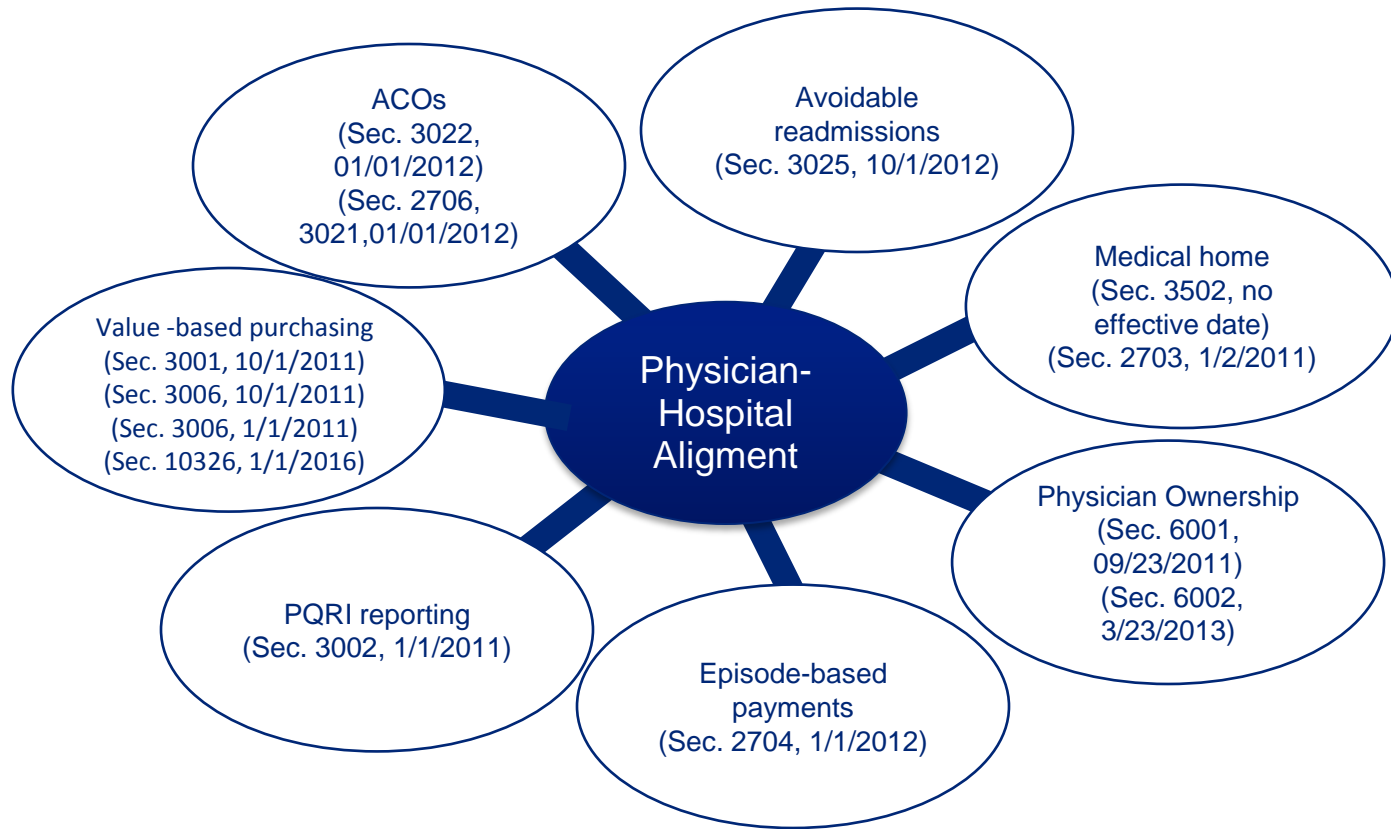 ACOs
(Sec. 3022,
01/01/2012)
(Sec. 2706,
3021,01/01/2012)
Avoidable
readmissions
(Sec. 3025, 10/1/2012)
Medical home
(Sec. 3502, no
effective date)
(Sec. 2703, 1/2/2011)
Value -based purchasing
(Sec. 3001, 10/1/2011)
(Sec. 3006, 10/1/2011)
(Sec. 3006, 1/1/2011)
(Sec. 10326, 1/1/2016)
Physician-
Hospital
Aligment
Physician Ownership
(Sec. 6001,
09/23/2011)
(Sec. 6002,
3/23/2013)
PQRI reporting
(Sec. 3002, 1/1/2011)
Episode-based
payments
(Sec. 2704, 1/1/2012)